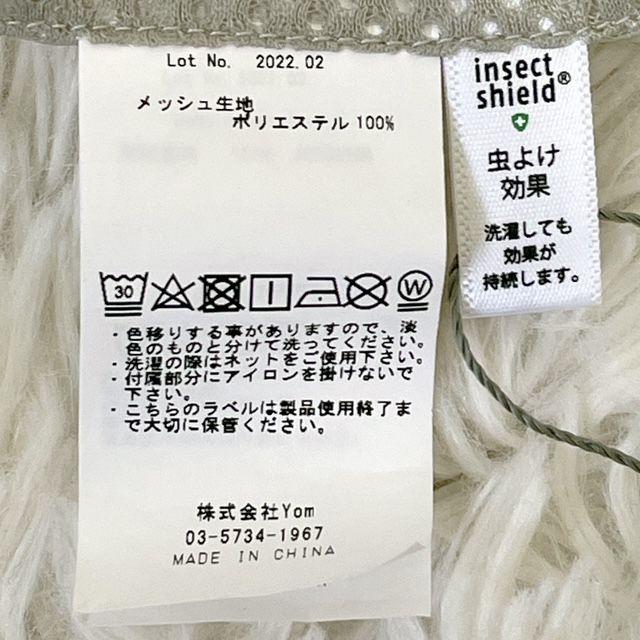 Lot No. 2022.02
メッシュ生地
ポリエステル100%
30
W
・色移りする事がありますので、淡
色のものと分けて洗ってください。
・洗濯の際はネットをご使用下さい。
・付属部分にアイロンを掛けないで
下さい。
・こちらのラベルは製品使用終了ま
で大切に保管ください。
株式会社Yom
03-5734-1967
MADE IN CHINA
insect
shield®
虫よけ
効果
洗濯しても
効果が
持続します。